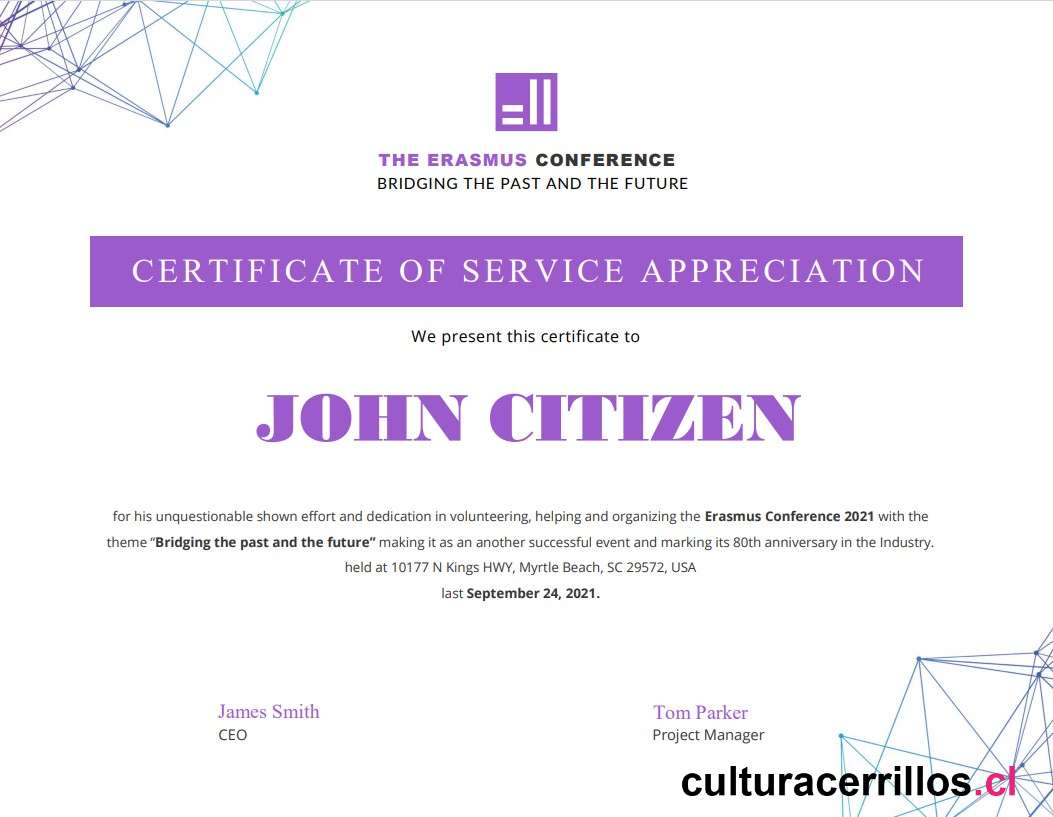 THE ERASMUS CONFERENCE
BRIDGING THE PAST AND THE FUTURE
CERTIFICATE OF SERVICE APPRECIATION
We present this certificate to
JOHN CITIZEN
for his unquestionable shown effort and dedication in volunteering, helping and organizing the Erasmus Conference 2021 with the
theme “Bridging the past and the future” making it as an another successful event and marking its 80th anniversary in the Industry.
held at 10177 N Kings HWY, Myrtle Beach, SC 29572, USA
last September 24, 2021.
James Smith
CEO
Tom Parker
Project Manager
culturacerrillos.cl